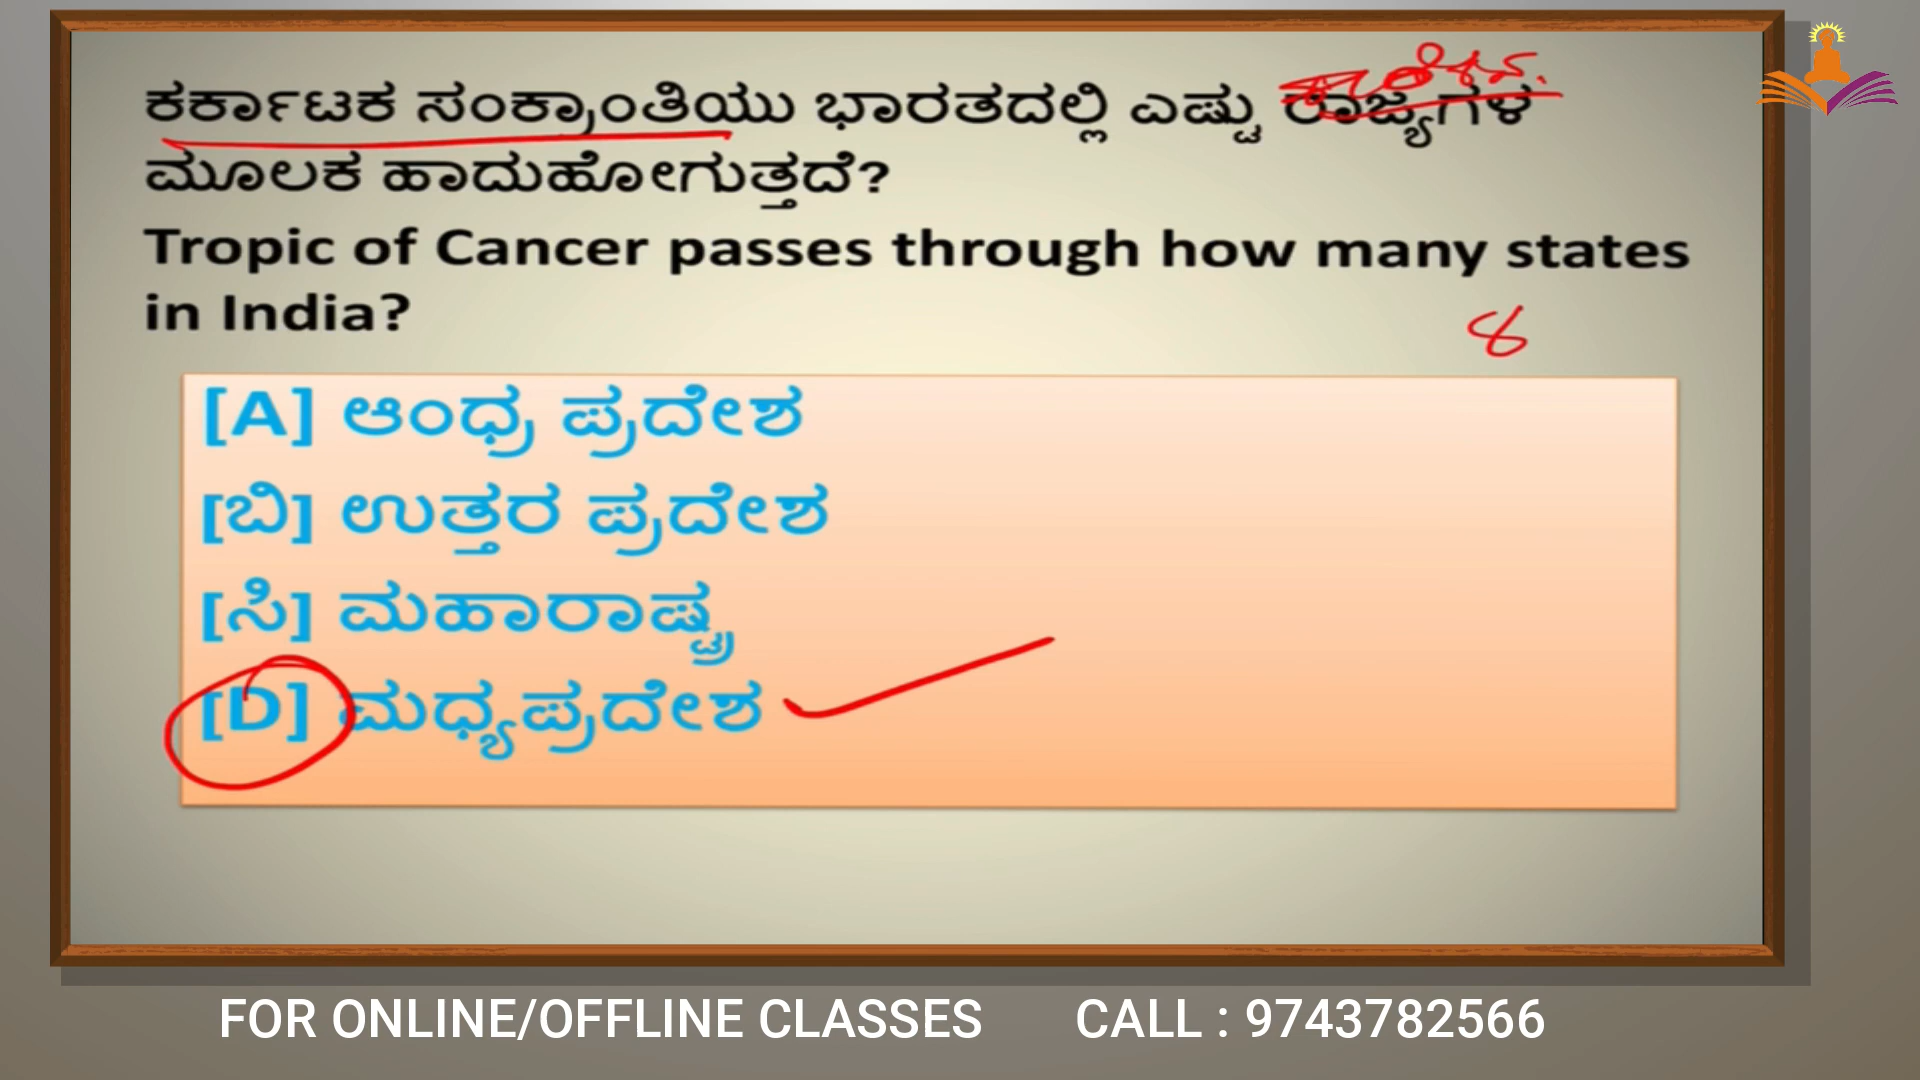 ಕರ್ಕಾಟಕ ಸಂಕ್ರಾಂತಿಯು ಭಾರತದಲ್ಲಿ ಎಷ್ಟು ರಾಜ್ಯಗಳ
ಮೂಲಕ ಹಾದುಹೋಗುತ್ತದೆ?
Tropic of Cancer passes through how many states
in India?
8
[A] ಆಂಧ್ರ ಪ್ರದೇಶ
[ಬಿ] ಉತ್ತರ ಪ್ರದೇಶ
[ಸಿ] ಮಹಾರಾಷ್ಟ್ರ
[D] ಮಧ್ಯಪ್ರದೇಶ
FOR ONLINE/OFFLINE CLASSES CALL : 9743782566